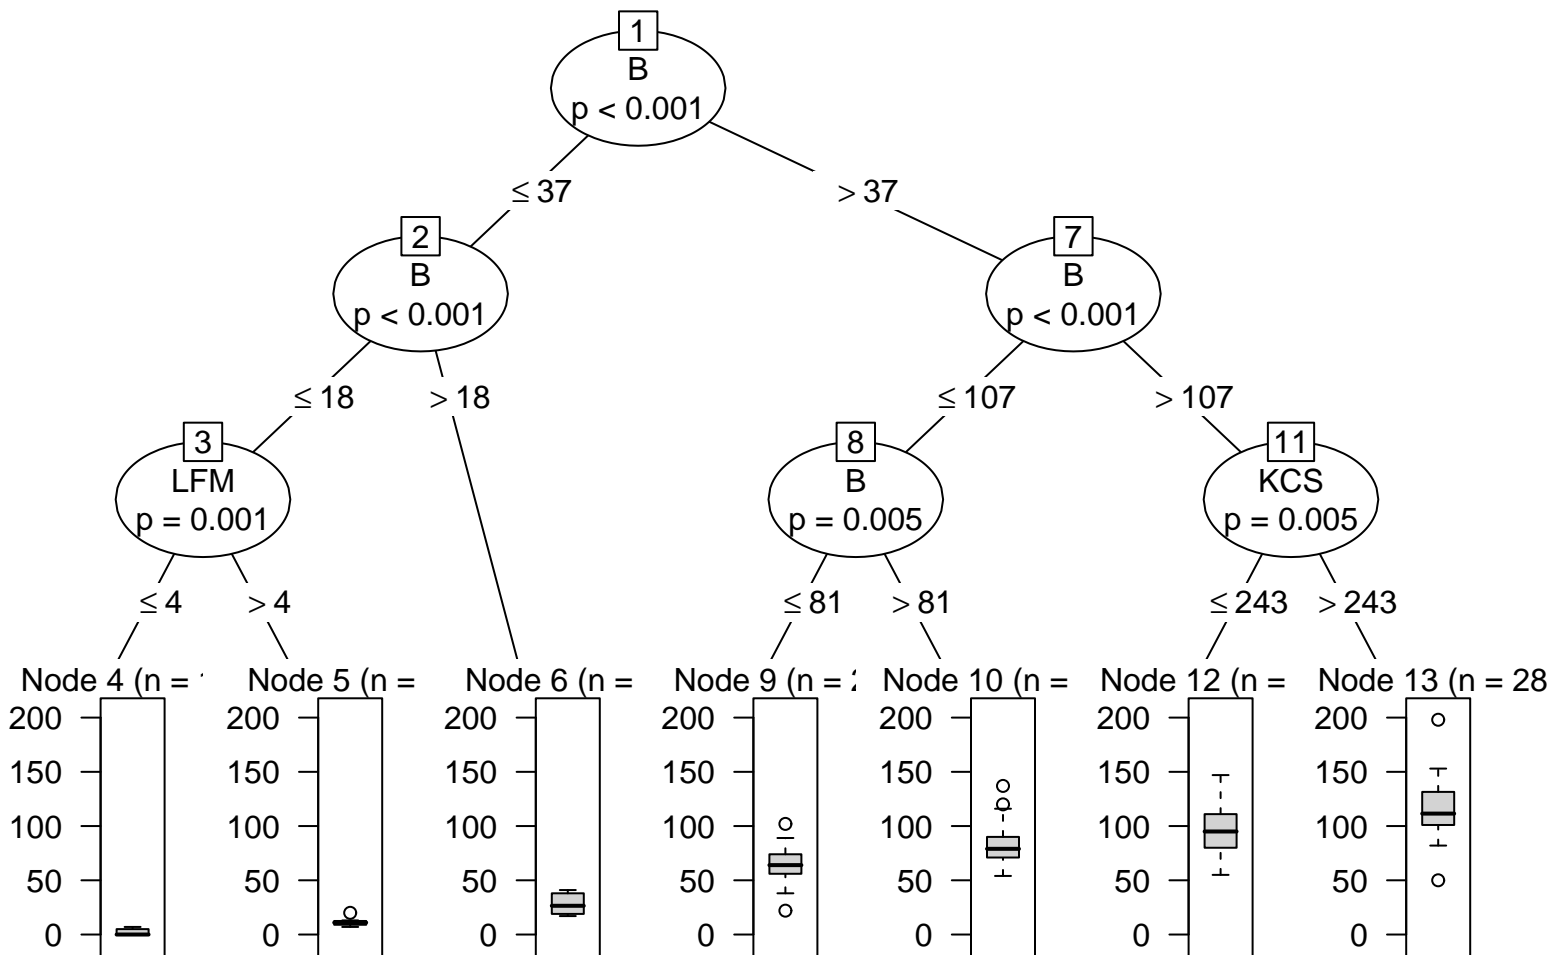 1
B
p < 0.001
≤ 37
> 37
2
B
p < 0.001
7
B
p < 0.001
≤ 18
> 18
≤ 107
> 107
3
LFM
p = 0.001
8
B
p = 0.005
11
KCS
p = 0.005
≤ 4
> 4
≤ 81
> 81
≤ 243
> 243
Node 4 (n =
Node 5 (n =
Node 6 (n =
Node 9 (n =
Node 10 (n =
Node 12 (n =
Node 13 (n = 28
200
150
100
50
0
200
150
100
50
0
200
150
100
50
0
200
150
100
50
0
200
150
100
50
0
200
150
100
50
0
200
150
100
50
0